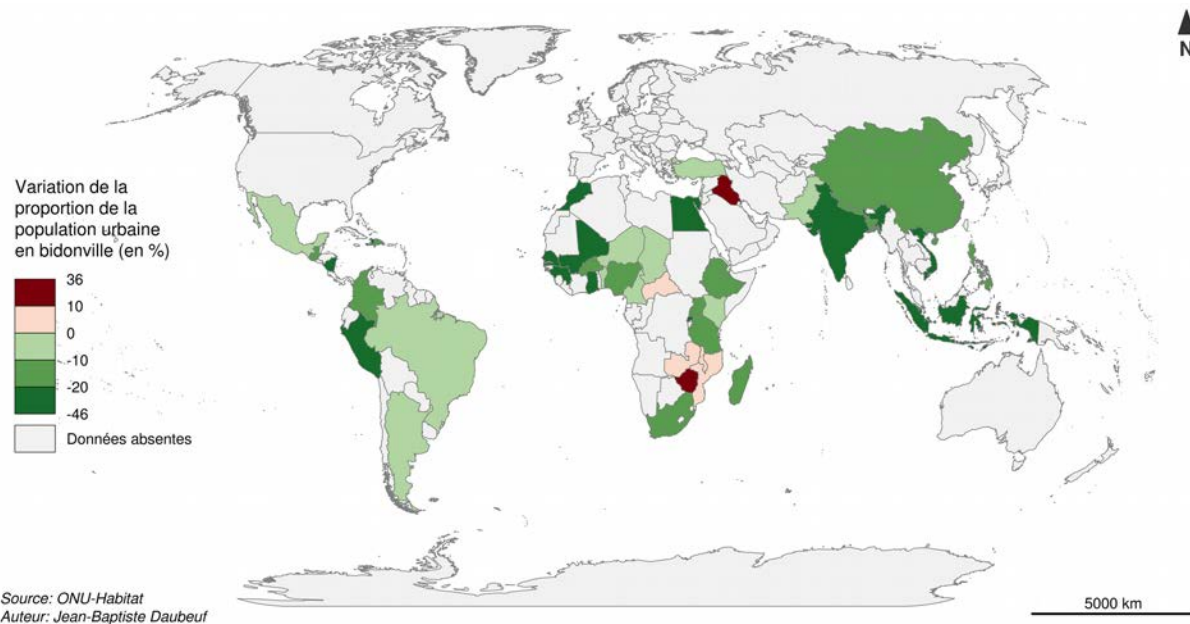 N
Variation de la
proportion de la
population urbaine
en bidonville (en %)
36
10
0
-10
-20
-46
Données absentes
Source: ONU-Habitat
Auteur: Jean-Baptiste Daubeuf
5000 km